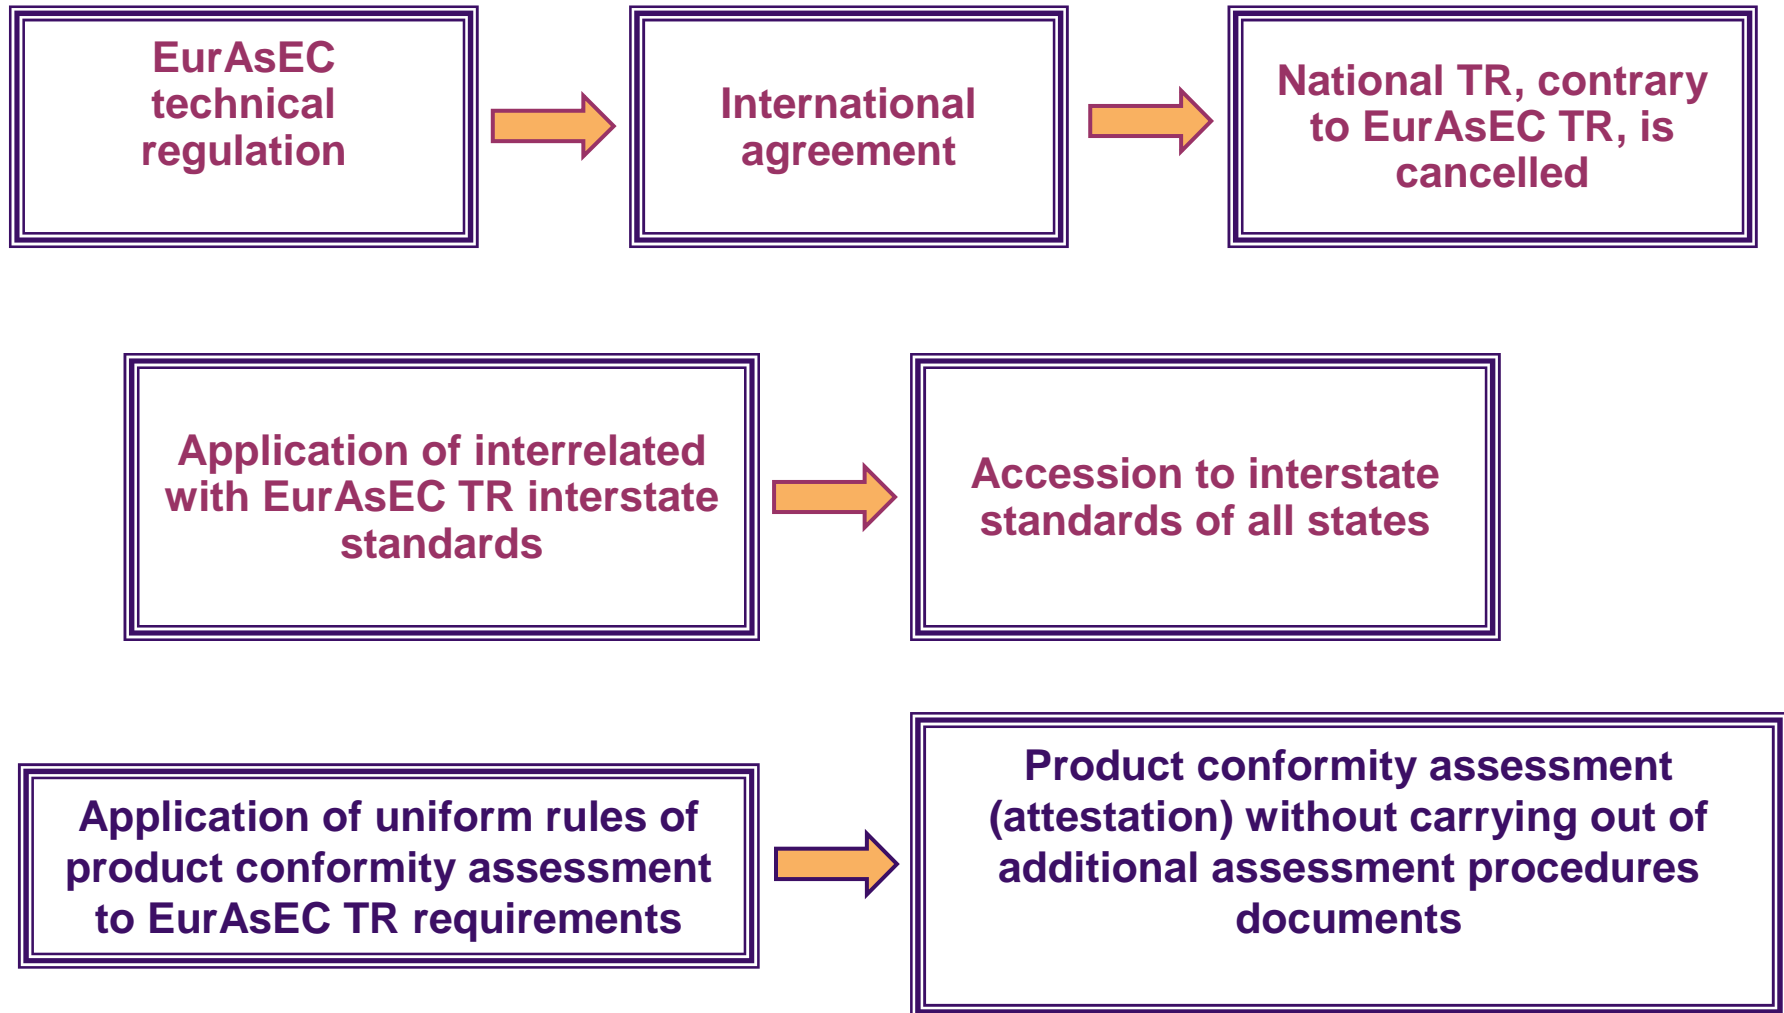 EurAsEC
technical
regulation
International
agreement
National TR, contrary
to EurAsEC TR, is
cancelled
Application of interrelated
with EurAsEC TR interstate
standards
Accession to interstate
standards of all states
Application of uniform rules of
product conformity assessment
to EurAsEC TR requirements
Product conformity assessment
(attestation) without carrying out of
additional assessment procedures
documents